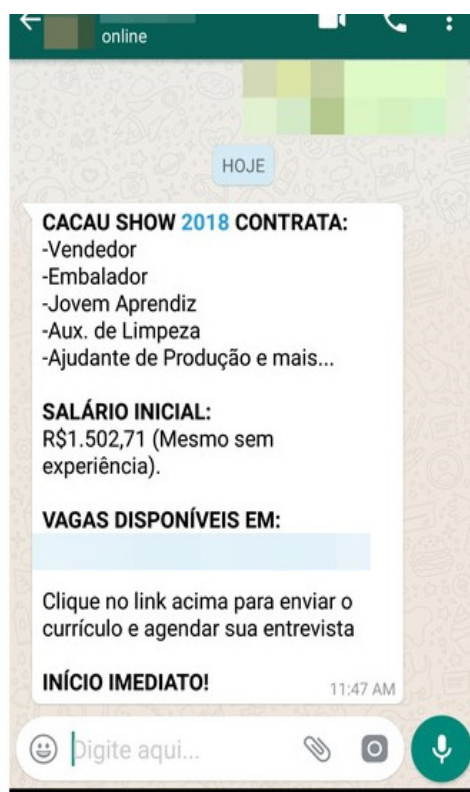 online
HOJE
CACAU SHOW 2018 CONTRATA:
-Vendedor
-Embalador
-Jovem Aprendiz
-Aux. de Limpeza
-Ajudante de Produção e mais...
SALÁRIO INICIAL:
R$1.502,71 (Mesmo sem
experiência).
VAGAS DISPONÍVEIS EM:
Clique no link acima para enviar o
currículo e agendar sua entrevista
INÍCIO IMEDIATO!
11:47 AM
Digite aqui...